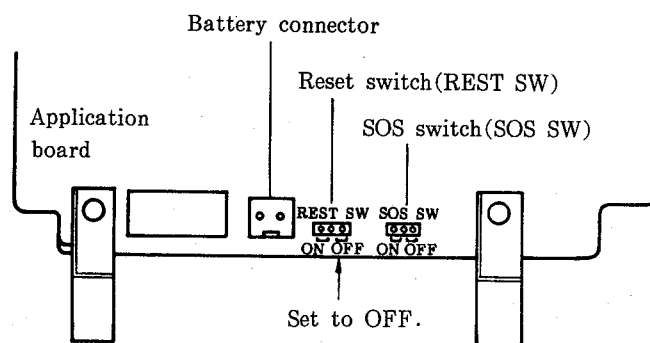 Battery connector
Reset switch(REST SW)
SOS switch(SOS SW)
Application
board
REST SW SOS SW
ON OFF ON OFF
Set to OFF.